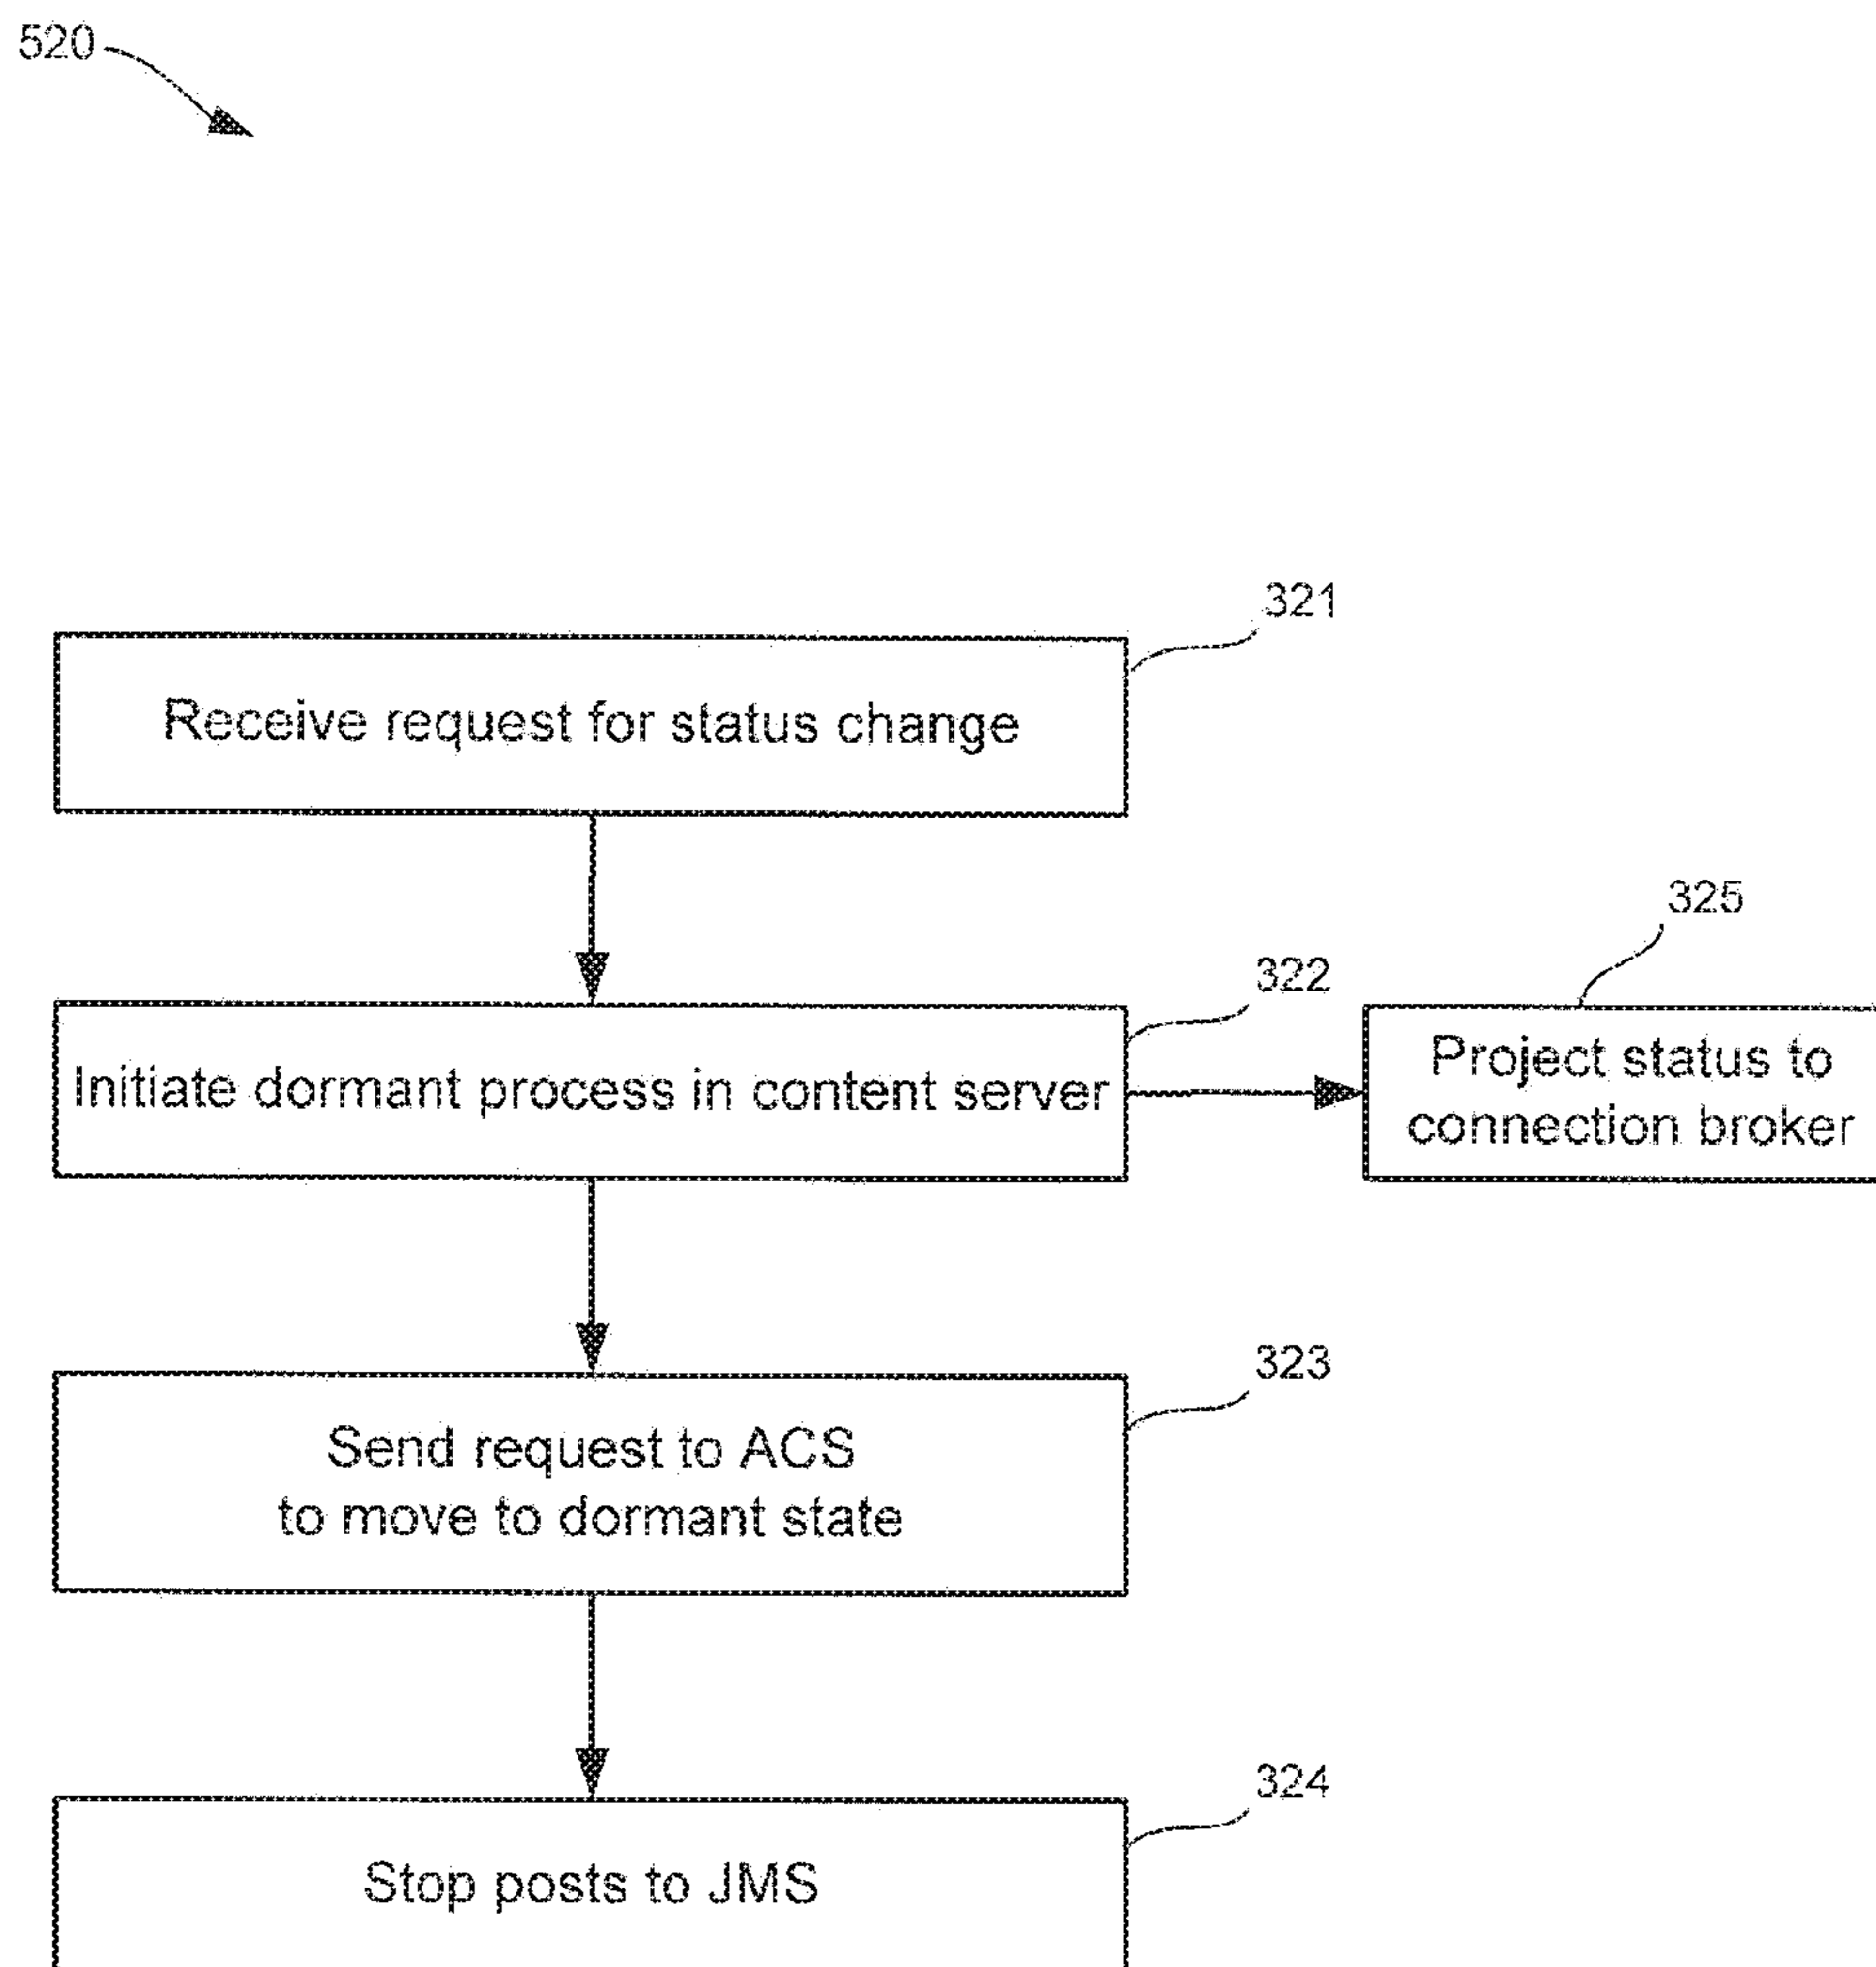 520
321
Receive request for status change
325
322
Initiate dormant process in content server
Project status to
connection broker
323
Send request to ACS
to move to dormant state
324
Stop posts to JMS